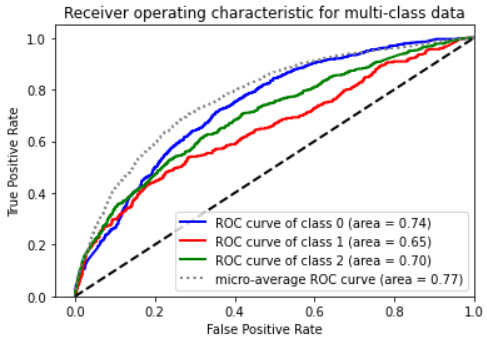 Receiver operating characteristic for multi-class data
True Positive Rate
1.0
0.8
0.6
0.4
0.2
0.0
ROC curve of class 0 (area = 0.74)
ROC curve of class 1 (area = 0.65)
ROC curve of class 2 (area = 0.70)
micro-average ROC curve (area = 0.77)
0.0 0.2 0.4 0.6 0.8 1.0
False Positive Rate